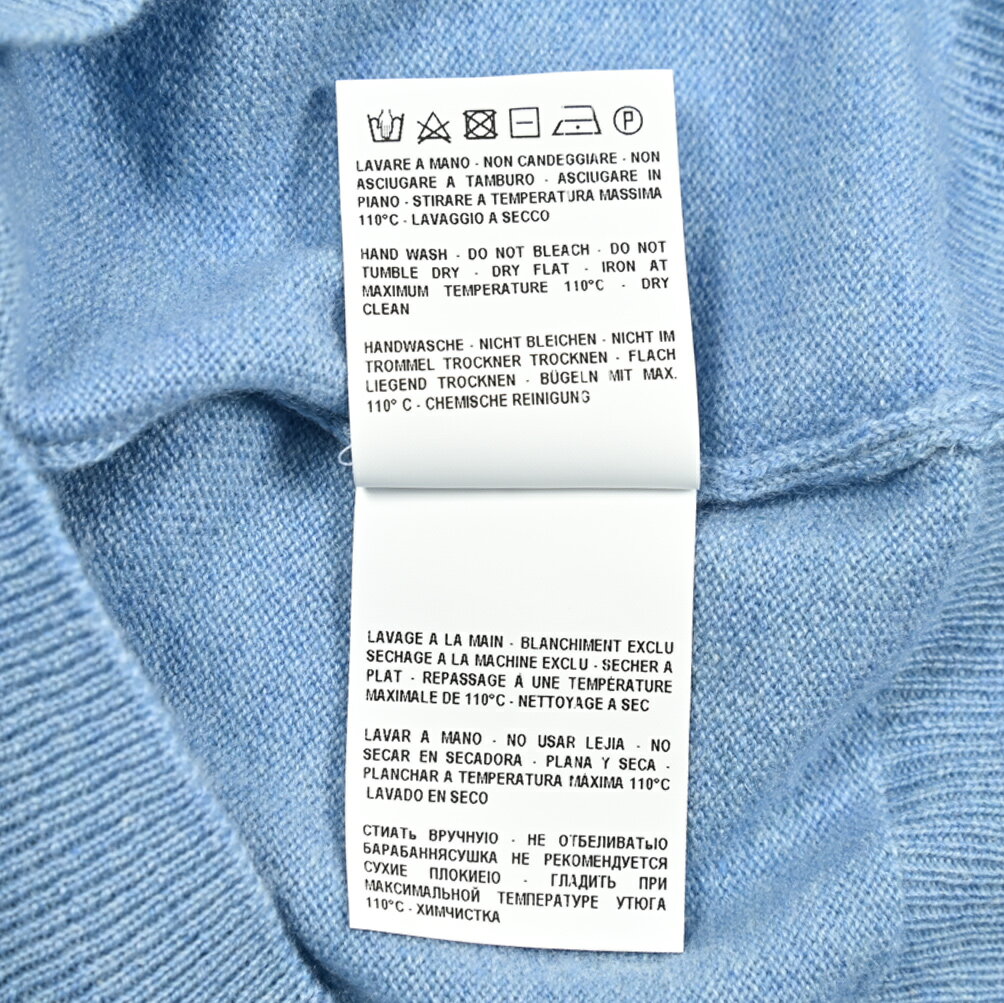 P
LAVARE A MANO - NON CANDEGGIARE - NON
ASCIUGARE A TAMBURO - ASCIUGARE IN
PIANO - STIRARE A TEMPERATURA MASSIMA
110°C - LAVAGGIO A SECCO
HAND WASH - DO NOT BLEACH - DO NOT
TUMBLE DRY - DRY FLAT - IRON AT
MAXIMUM TEMPERATURE 110°C - DRY
CLEAN
HANDWASCHE - NICHT BLEICHEN - NICHT IM
TROMMEL TROCKNER TROCKNEN - FLACH
LIEGEND TROCKNEN - BÜGELN MIT MAX.
110° C - CHEMISCHE REINIGUNG
LAVAGE A LA MAIN - BLANCHIMENT EXCLU
SECHAGE A LA MACHINE EXCLU - SECHER A
PLAT - REPASSAGE Á UNE TEMPÉRATURE
MAXIMALE DE 110°C - NETTOYAGE A SEC
LAVAR A MANO - NO USAR LEJIA - NO
SECAR EN SECADORA - PLANA Y SECA -
PLANCHAR A TEMPERATURA MÁXIMA 110°C
LAVADO EN SECO
СТИАТЬ ВРУЧНУЮ - НЕ ОТБЕЛИВАТЬІО
БАРАБАННЯСУШКА НЕ РЕКОМЕНДУЕТСЯ
СУХИЕ ПЛОКИЕІО - ГЛАДИТЬ ПРИ
МАКСИМАЛЬНОЙ ТЕМПЕРАТУРЕ УТЮГА
110°C - ХИМЧИСТКА